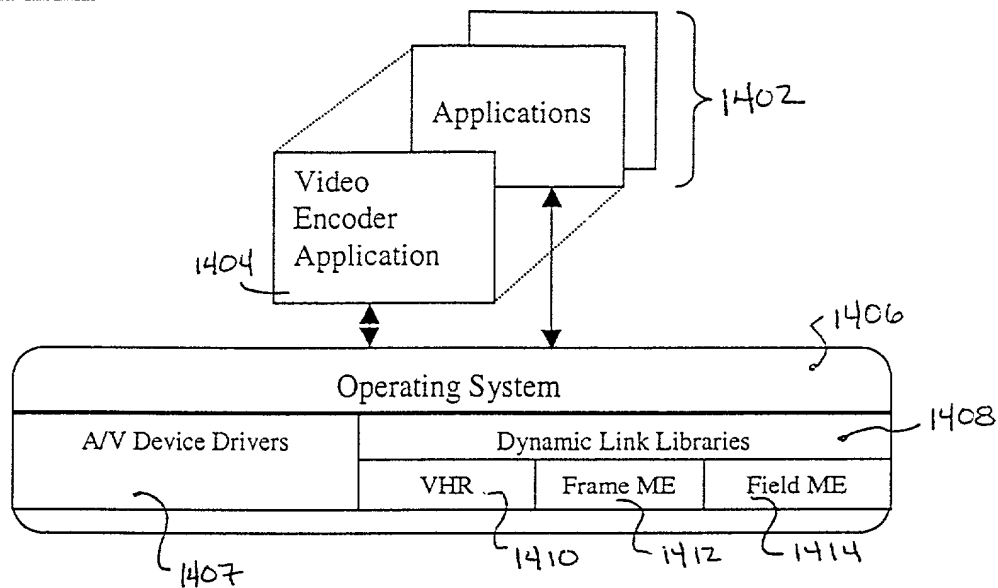 1402
Applications
Video
Encoder
Application
1404
1406
Operating System
1408
A/V Device Drivers
Dynamic Link Libraries
VHR
Frame ME
Field ME
1407
1410
1412
1414